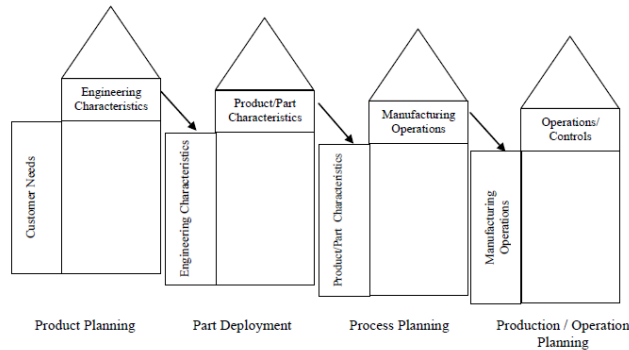 Engineering
Characteristics
Customer Needs
Product Planning
Product/Part
Characteristics
Engineering Characteristics
Part Deployment
Manufacturing
Operations
Product/Part Characteristics
Process Planning
Operations/
Controls
Manufacturing
Operations
Production / Operation
Planning